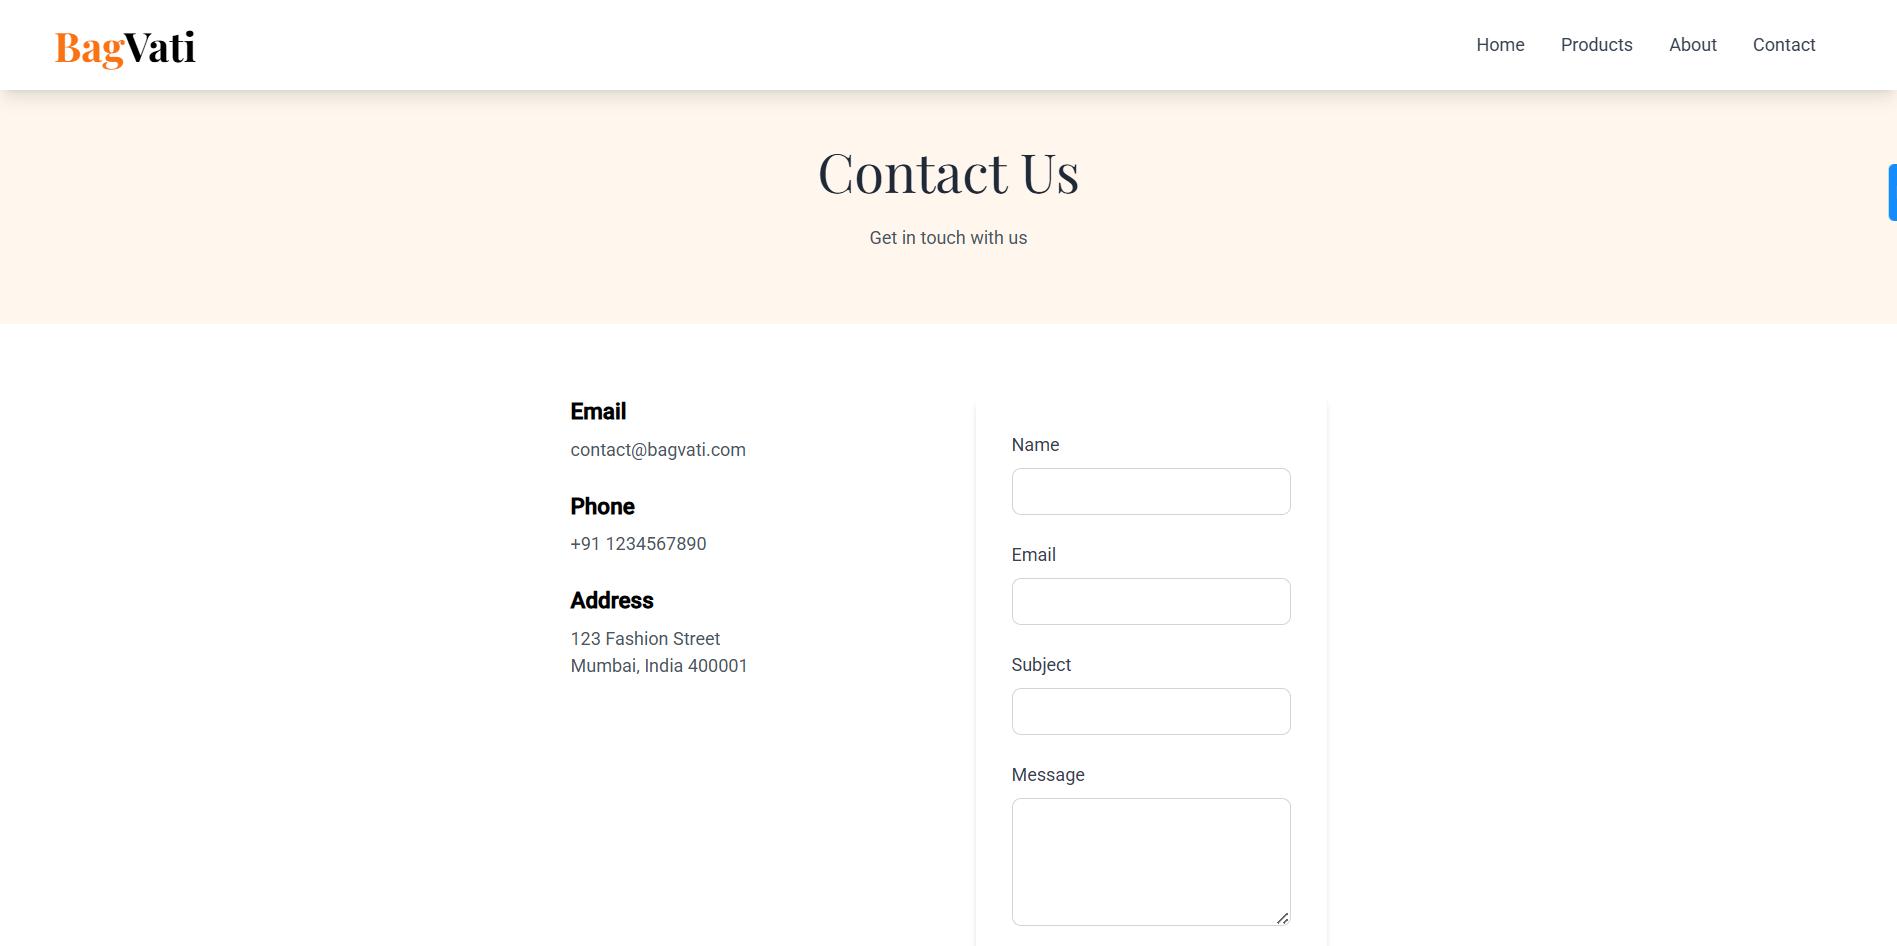 BagVati
Home Products About Contact
Contact Us
Get in touch with us
Email
contact@bagvati.com
Phone
+91 1234567890
Address
123 Fashion Street
Mumbai, India 400001
Name
Email
Subject
Message